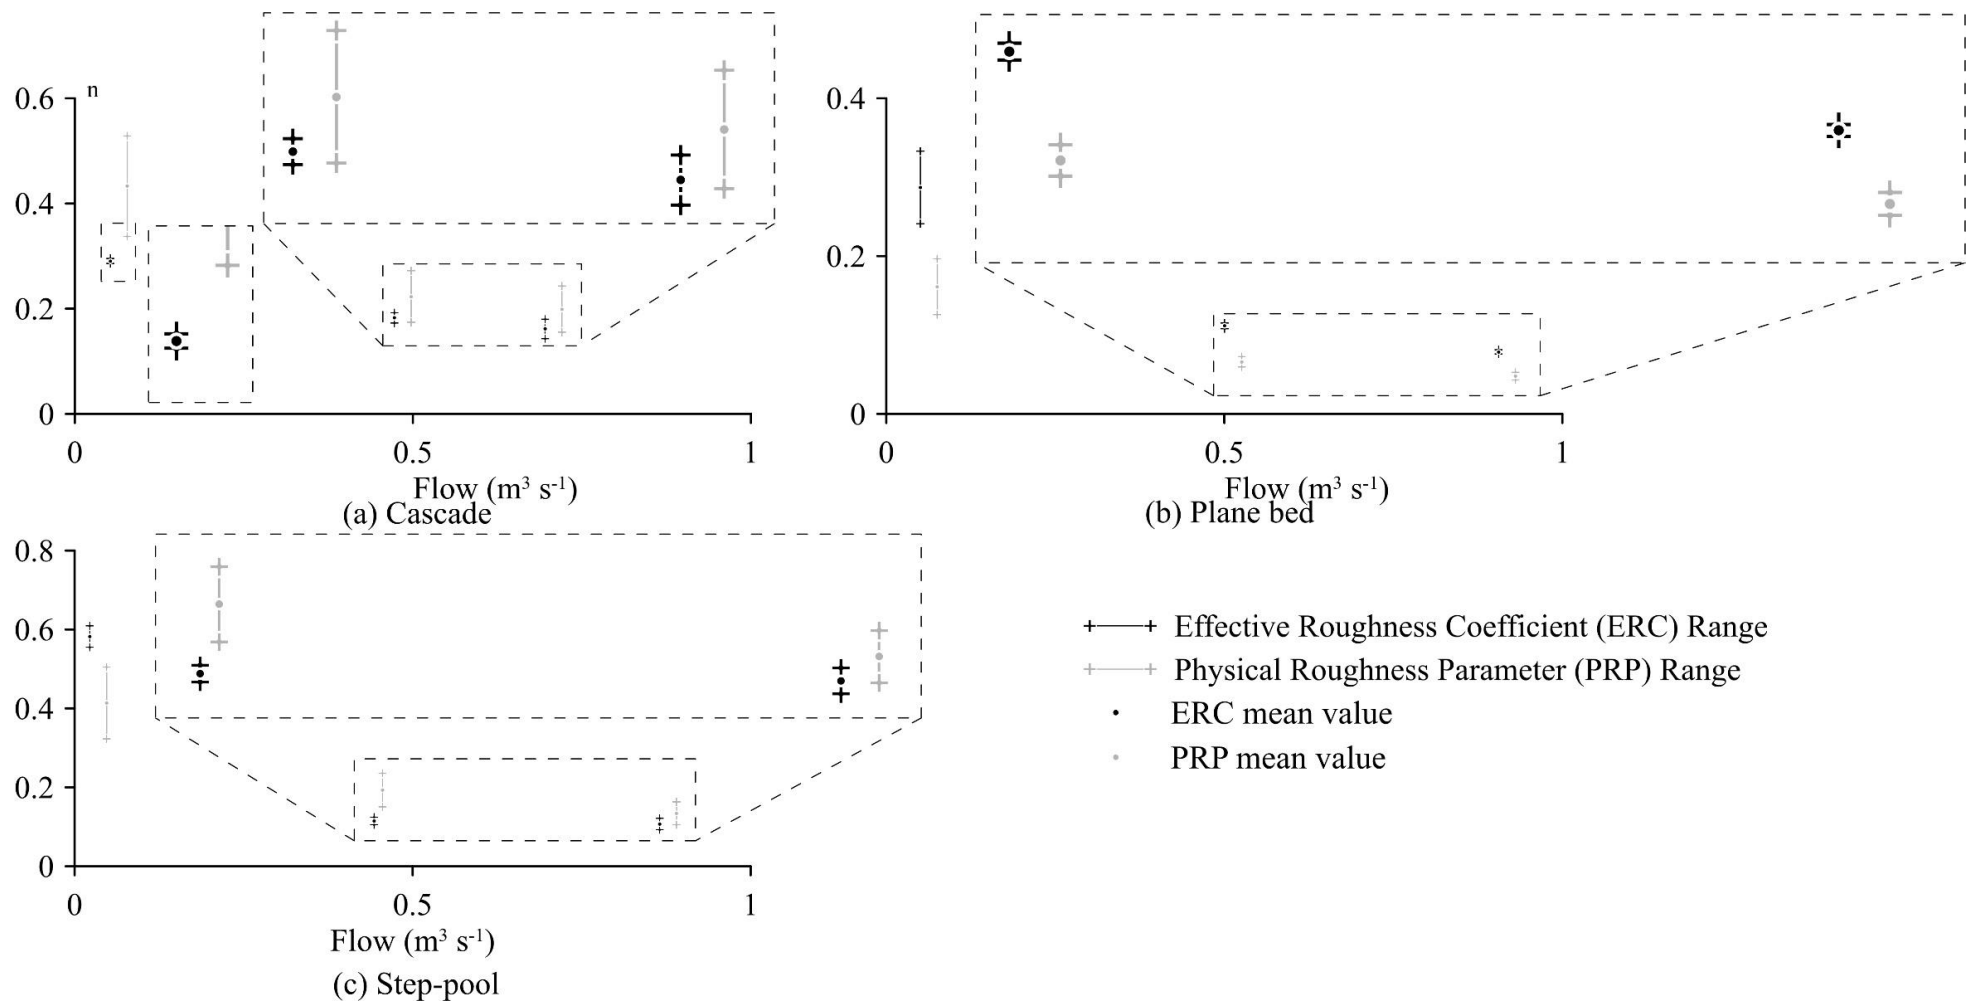 n
0.6
0.4
0.2
0
0
0.5
1
Flow (m³ s⁻¹)
(a) Cascade
0.4
0.2
0
0
0.5
1
Flow (m³ s⁻¹)
(b) Plane bed
0.8
0.6
0.4
0.2
0
0
0.5
1
Flow (m³ s⁻¹)
(c) Step-pool
Effective Roughness Coefficient (ERC) Range
Physical Roughness Parameter (PRP) Range
ERC mean value
PRP mean value